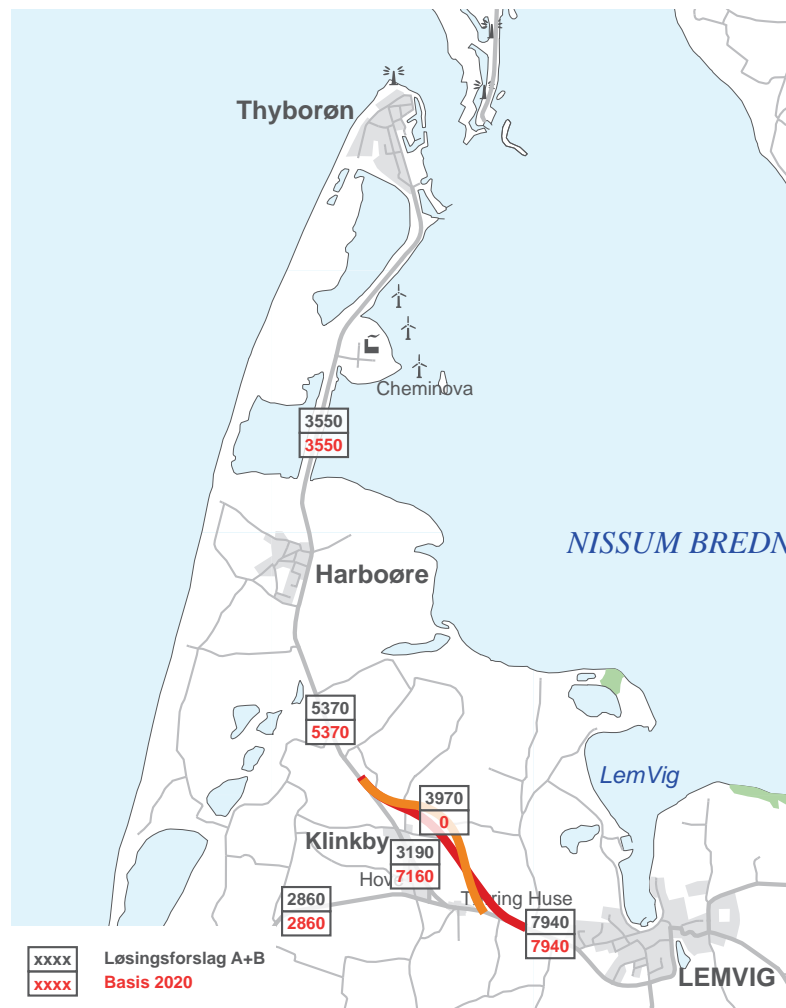 Thyborøn
Cheminova
3550
3550
NISSUM BREDN
Harboøre
5370
5370
LemVig
3970
0
Klinkby
3190
7160
Hov
2860
2860
Huse
7940
7940
LEMVIG
xxxx Løsingsforslag A+B
xxxx Basis 2020